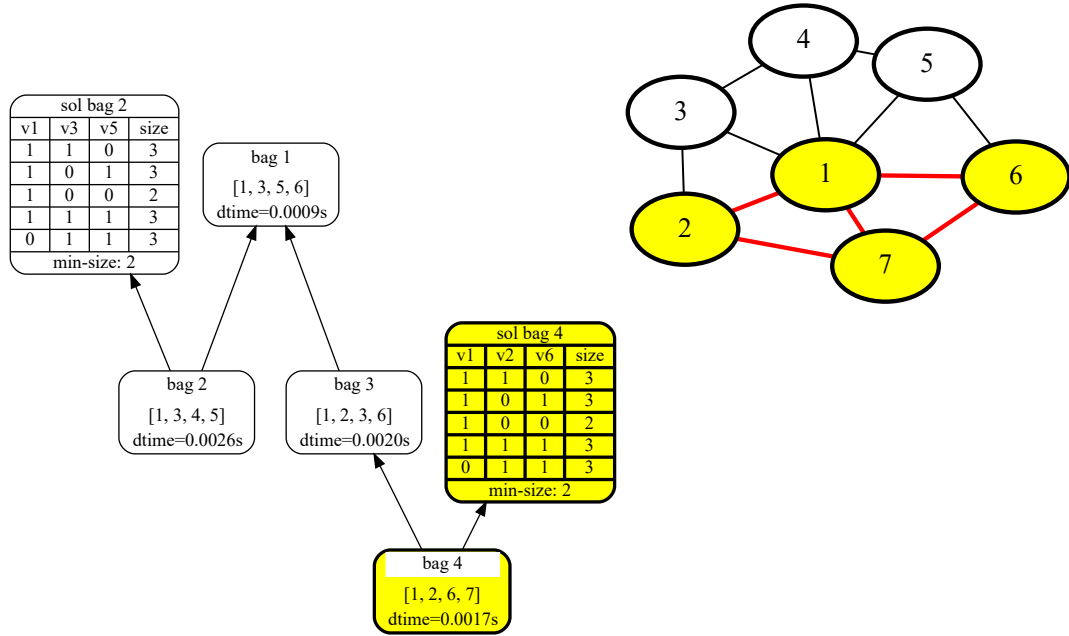 sol bag 2
v1 v3 v5 size
1 1 0 3
1 0 1 3
1 0 0 2
1 1 1 3
0 1 1 3
min-size: 2
bag 1
[1, 3, 5, 6]
dtime=0.0009s
4
5
3
1
6
2
7
bag 2
[1, 3, 4, 5]
dtime=0.0026s
bag 3
[1, 2, 3, 6]
dtime=0.0020s
sol bag 4
v1 v2 v6 size
1 1 0 3
1 0 1 3
1 0 0 2
1 1 1 3
0 1 1 3
min-size: 2
bag 4
[1, 2, 6, 7]
dtime=0.0017s